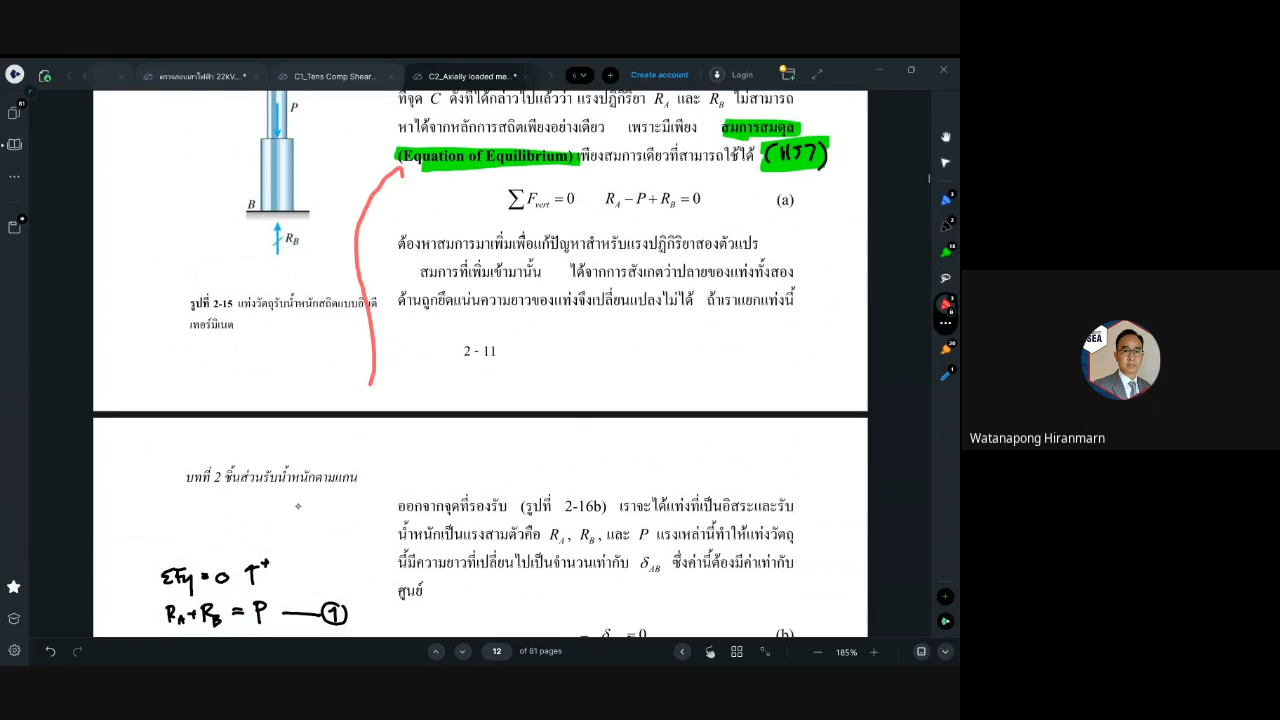 ตรวจสอบเสาไฟฟ้า 22kV...*
C1_Tens Comp Shear...
C2_Axially loaded me...*
6
Create account
Login
81
P
B
R_B
รูปที่ 2-15 แท่งวัตถุรับน้ำหนักสถิตแบบอินดี
เทอร์มิเนต
ที่จุด C ดังที่ได้กล่าวไปแล้วว่า แรงปฏิกิริยา R_A และ R_B ไม่สามารถ
หาได้จากหลักการสถิตเพียงอย่างเดียว เพราะมีเพียง สมการสมดุล
(Equation of Equilibrium) เพียงสมการเดียวที่สามารถใช้ได้ (แรง)
∑ F_vert = 0 R_A − P + R_B = 0 (a)
ต้องหาสมการมาเพิ่มเพื่อแก้ปัญหาสำหรับแรงปฏิกิริยาสองตัวแปร
สมการที่เพิ่มเข้ามานั้น ได้จากการสังเกตว่าปลายของแท่งทั้งสอง
ด้านถูกยึดแน่นความยาวของแท่งจึงเปลี่ยนแปลงไม่ได้ ถ้าเราแยกแท่งนี้
2 - 11
บทที่ 2 ชิ้นส่วนรับน้ำหนักตามแกน
ΣFy = 0 ↑+
R_A + R_B = P —— ①
ออกจากจุดที่รองรับ (รูปที่ 2-16b) เราจะได้แท่งที่เป็นอิสระและรับ
น้ำหนักเป็นแรงสามตัวคือ R_A, R_B, และ P แรงเหล่านี้ทำให้แท่งวัตถุ
นี้มีความยาวที่เปลี่ยนไปเป็นจำนวนเท่ากับ δ_AB ซึ่งค่านี้ต้องมีค่าเท่ากับ
ศูนย์
= 0 (b)
12 of 81 pages
185%
Watanapong Hiranmarn
SEA